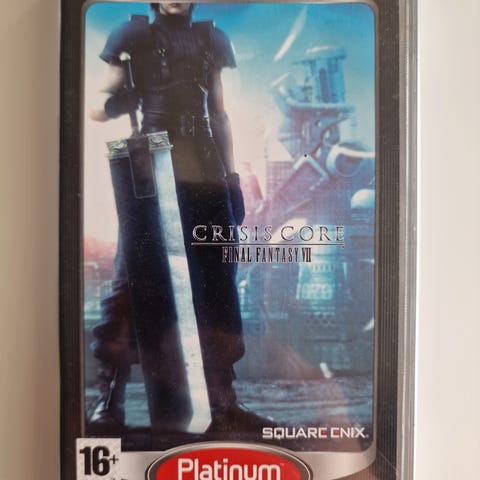 CRISIS CORE
FINAL FANTASY VII
SQUARE ENIX
16+
Platinum